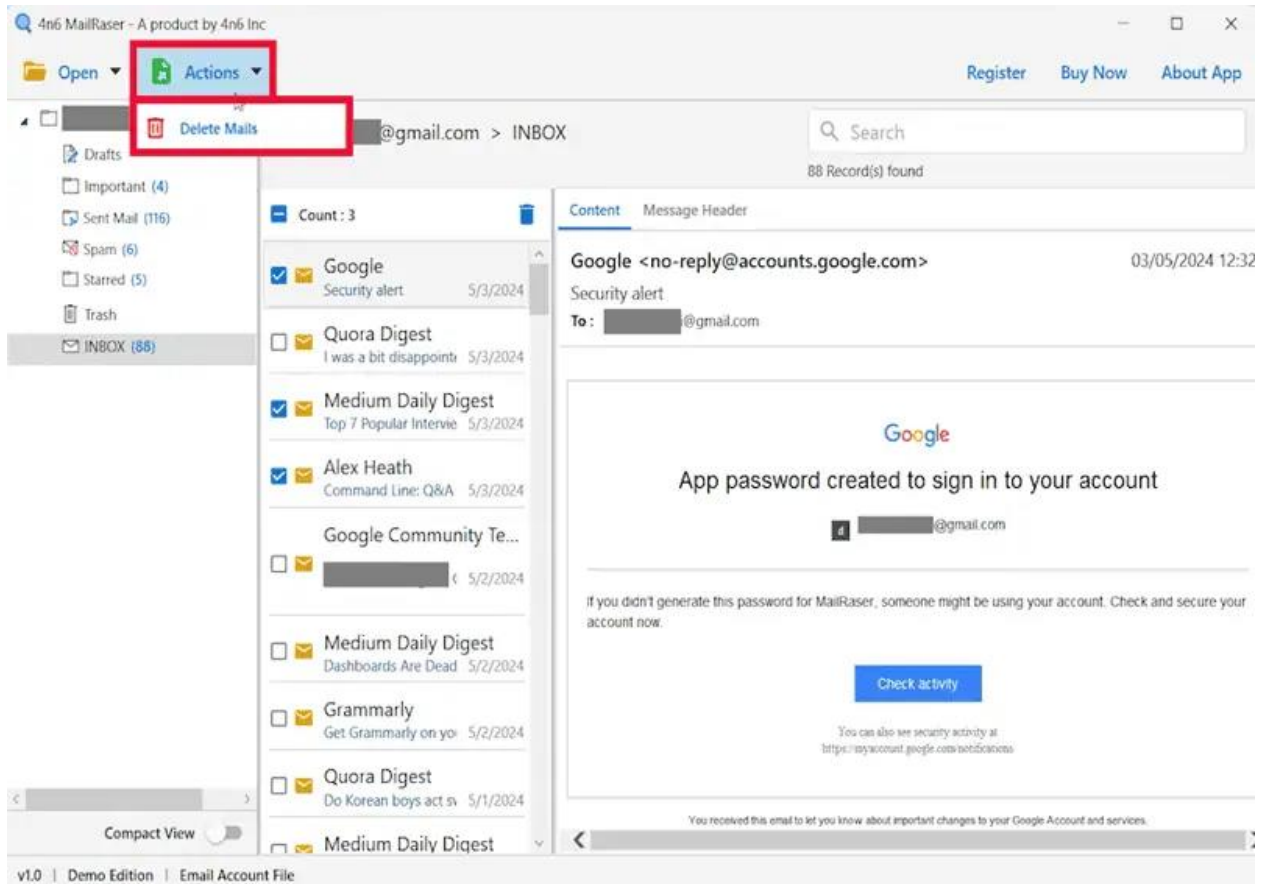 4n6 MailRaser - A product by 4n6 Inc
Open Actions Register Buy Now About App
Delete Mails
@gmail.com > INBOX
Search
88 Record(s) found
Drafts
Important (4)
Sent Mail (116)
Spam (6)
Starred (5)
Trash
INBOX (88)
Compact View
Count : 3
Google
Security alert 5/3/2024
Quora Digest
I was a bit disappoint 5/3/2024
Medium Daily Digest
Top 7 Popular Intervie 5/3/2024
Alex Heath
Command Line: Q&A 5/3/2024
Google Community Te...
5/2/2024
Medium Daily Digest
Dashboards Are Dead 5/2/2024
Grammarly
Get Grammarly on yo 5/2/2024
Quora Digest
Do Korean boys act 5/1/2024
Medium Daily Digest
Content Message Header
Google <no-reply@accounts.google.com> 03/05/2024 12:32
Security alert
To : @gmail.com
Google
App password created to sign in to your account
d @gmail.com
If you didn't generate this password for MailRaser, someone might be using your account. Check and secure your
account now.
Check activity
You can also see security activity at
https://myaccount.google.com/notifications
You received this email to let you know about important changes to your Google Account and services.
v1.0 | Demo Edition | Email Account File